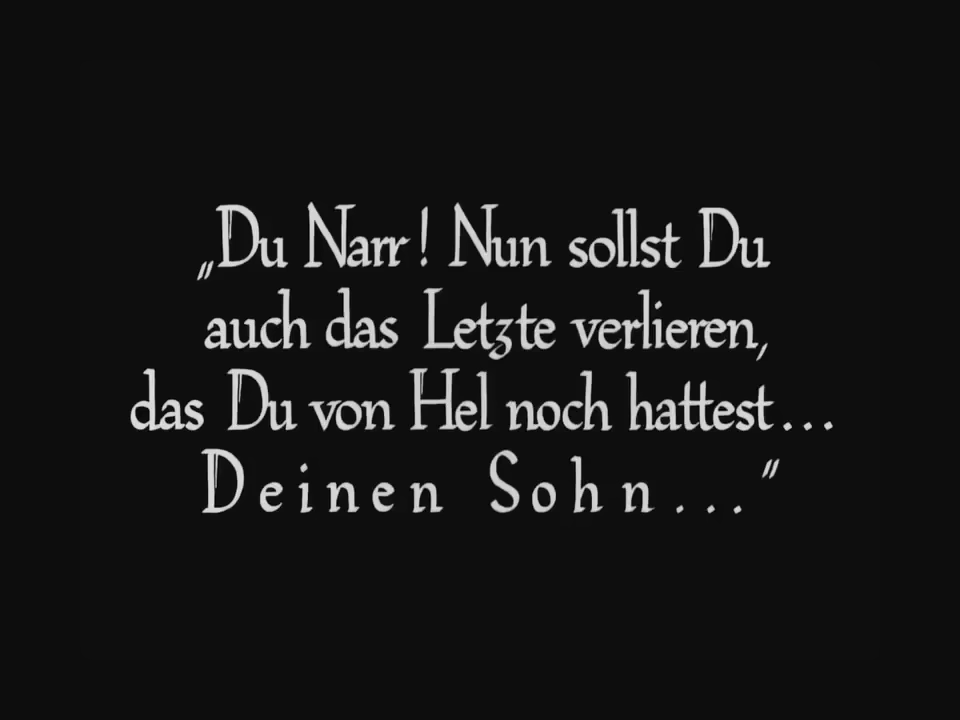 „Du Narr! Nun sollst Du
auch das Letzte verlieren,
das Du von Hel noch hattest...
Deinen Sohn..."